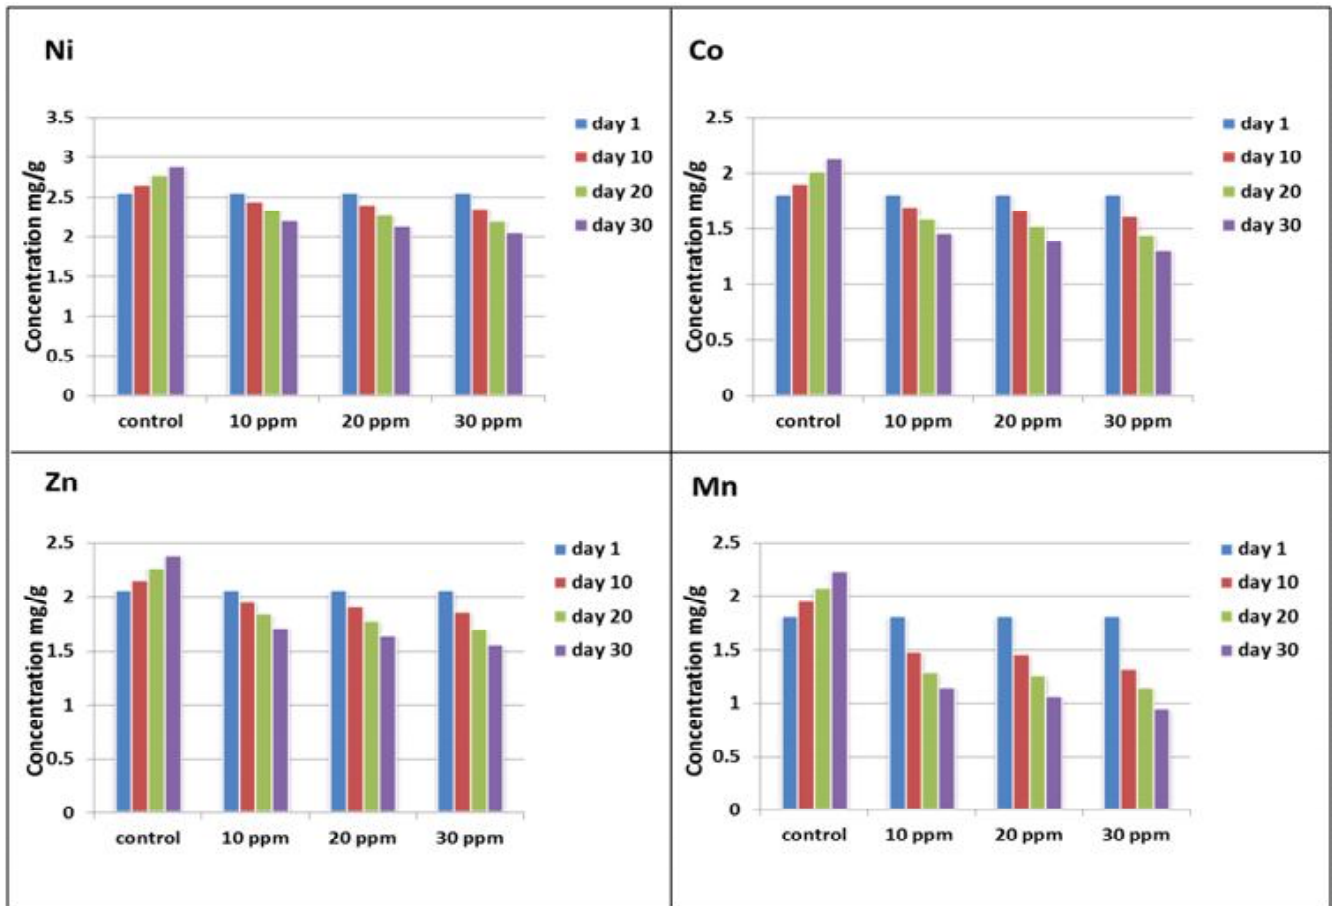 Ni
Concentration mg/g
3.5
3
2.5
2
1.5
1
0.5
0
control 10 ppm 20 ppm 30 ppm
day 1
day 10
day 20
day 30
Co
Concentration mg/g
2.5
2
1.5
1
0.5
0
control 10 ppm 20 ppm 30 ppm
day 1
day 10
day 20
day 30
Zn
Concentration mg/g
2.5
2
1.5
1
0.5
0
control 10 ppm 20 ppm 30 ppm
day 1
day 10
day 20
day 30
Mn
Concentration mg/g
2.5
2
1.5
1
0.5
0
control 10 ppm 20 ppm 30 ppm
day 1
day 10
day 20
day 30